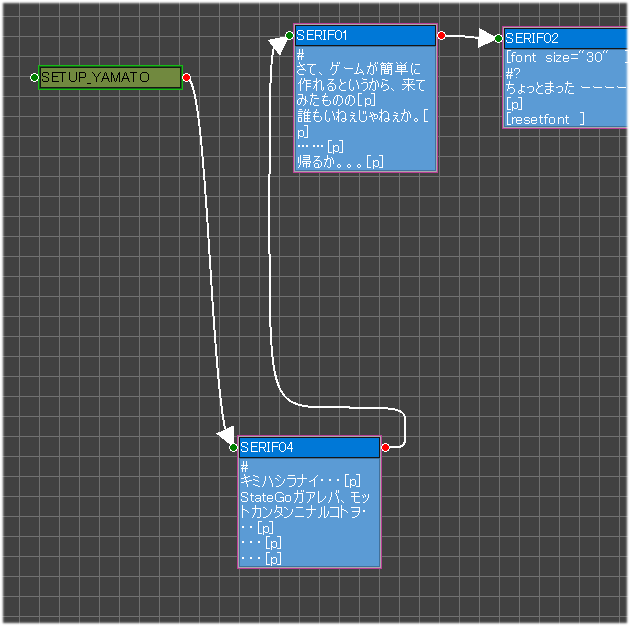 SETUP_YAMATO
SERIF01
#
さて、ゲームが簡単に
作れるというから、来て
みたものの[p]
誰もいねぇじゃねぇか。[
p]
……[p]
帰るか。。。[p]
SERIF02
[font size="30" ]
#?
ちょっとまった ーーーー
[p]
[resetfont ]
SERIF04
#
キミハシラナイ・・・[p]
StateGoガアレバ、モッ
トカンタンニナルコトヲ・
・・[p]
・・・[p]
・・・[p]